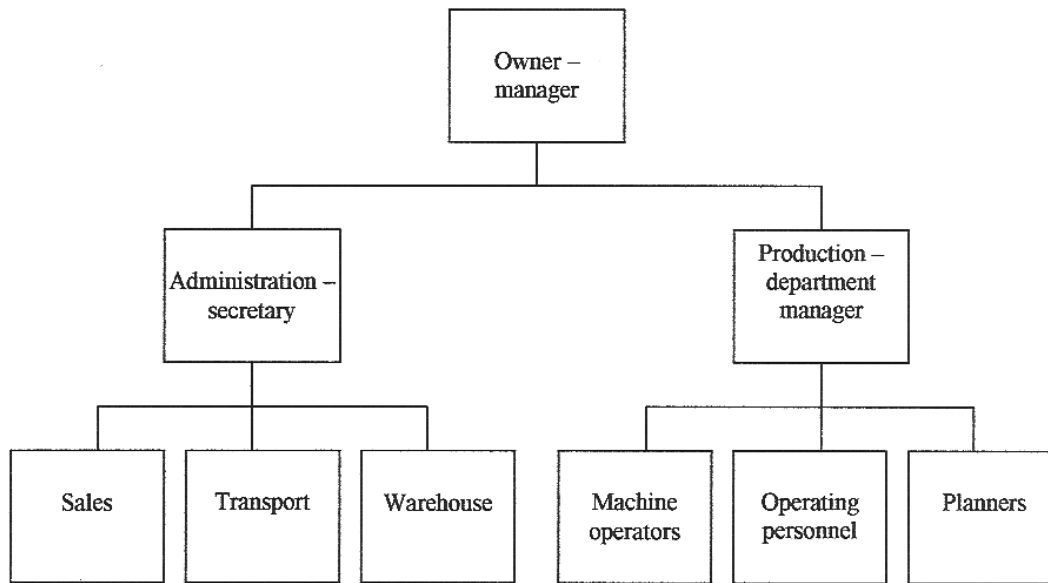 Owner –
manager
Administration –
secretary
Production –
department
manager
Sales
Transport
Warehouse
Machine
operators
Operating
personnel
Planners